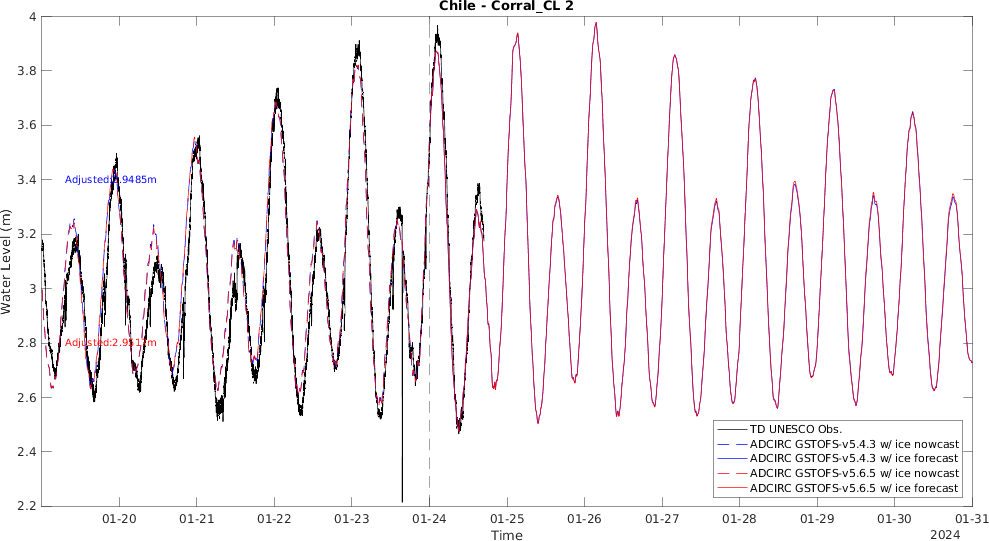 Chile - Corral_CL 2
4
3.8
3.6
3.4
3.2
3
2.8
2.6
2.4
2.2
Water Level (m)
TD UNESCO Obs.
ADCIRC GSTOFS-v5.4.3 w/ ice nowcast
ADCIRC GSTOFS-v5.4.3 w/ ice forecast
ADCIRC GSTOFS-v5.6.5 w/ ice nowcast
ADCIRC GSTOFS-v5.6.5 w/ ice forecast
01-20
01-21
01-22
01-23
01-24
01-25
01-26
01-27
01-28
01-29
01-30
01-31
Time
2024